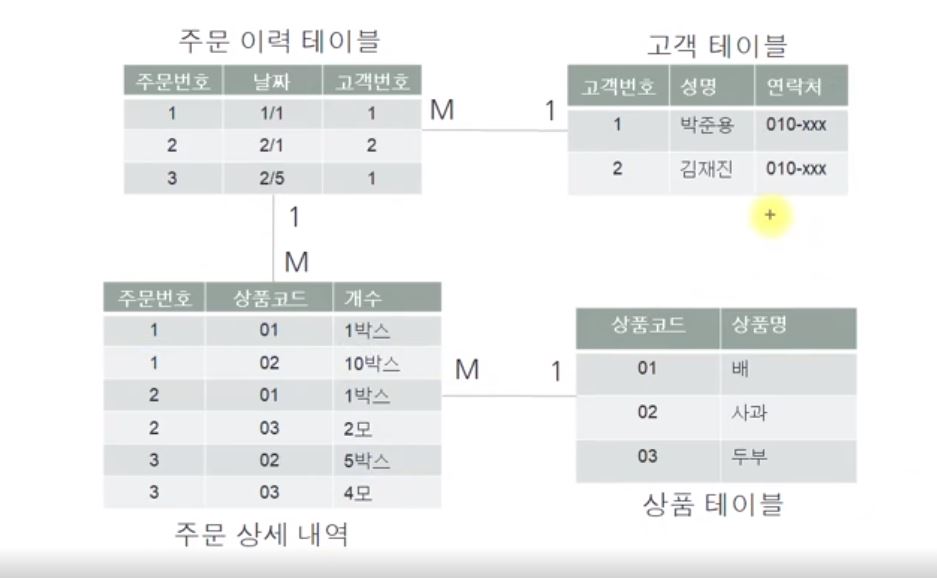 주문 이력 테이블
주문번호 날짜 고객번호
1 1/1 1
2 2/1 2
3 2/5 1
M 1
고객 테이블
고객번호 성명 연락처
1 박준용 010-xxx
2 김재진 010-xxx
1
M
주문번호 상품코드 개수
1 01 1박스
1 02 10박스
2 01 1박스
2 03 2모
3 02 5박스
3 03 4모
주문 상세 내역
M 1
상품코드 상품명
01 배
02 사과
03 두부
상품 테이블